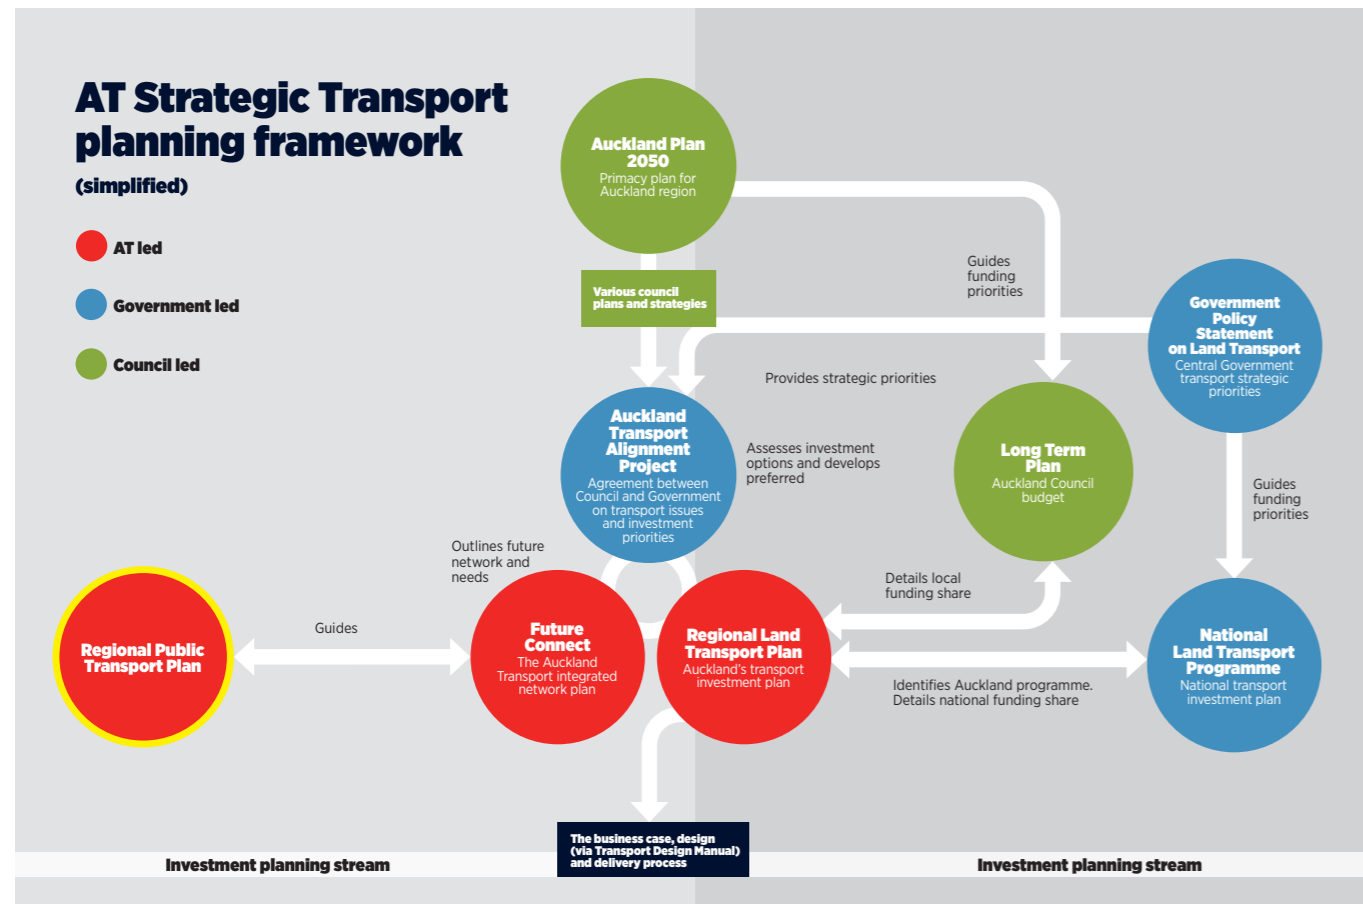 AT Strategic Transport
planning framework
(simplified)
AT led
Government led
Council led
Auckland Plan
2050
Primacy plan for
Auckland region
Various council
plans and strategies
Guides
funding
priorities
Government
Policy
Statement
on Land Transport
Central Government
transport strategic
priorities
Provides strategic priorities
Auckland
Transport
Alignment
Project
Agreement between
Council and Government
on transport issues
and investment
priorities
Assesses investment
options and develops
preferred
Long Term
Plan
Auckland Council
budget
Guides
funding
priorities
Outlines future
network and
needs
Details local
funding share
Regional Public
Transport Plan
Guides
Future
Connect
The Auckland
Transport integrated
network plan
Regional Land
Transport Plan
Auckland's transport
investment plan
Identifies Auckland programme.
Details national funding share
National
Land Transport
Programme
National transport
investment plan
The business case, design
(via Transport Design Manual)
and delivery process
Investment planning stream
Investment planning stream